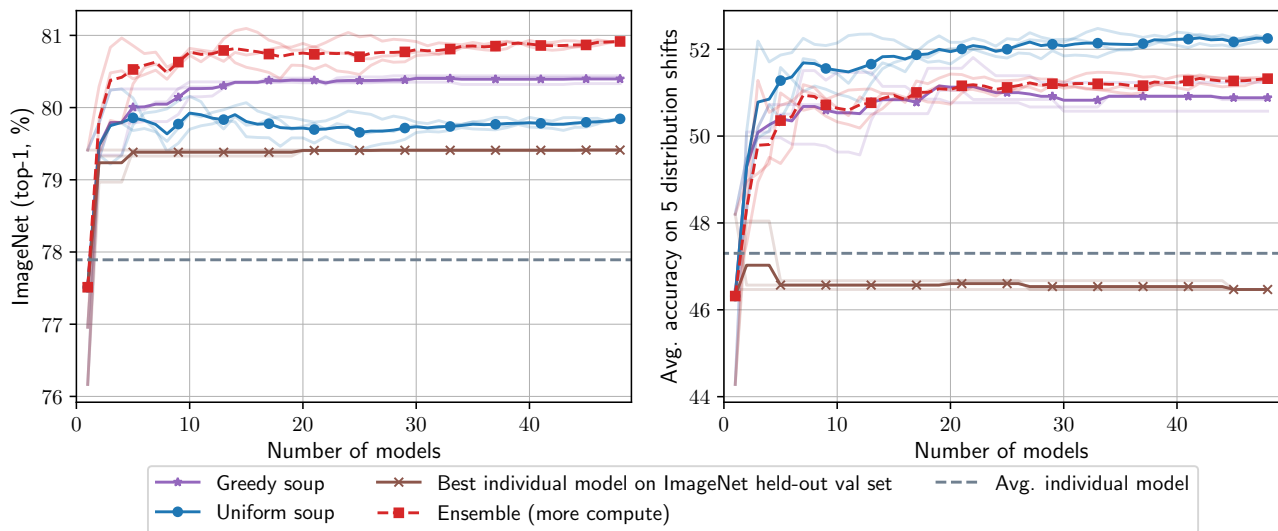 ImageNet (top-1, %)
81
80
79
78
77
76
0
10
20
30
40
Number of models
Avg. accuracy on 5 distribution shifts
52
50
48
46
44
0
10
20
30
40
Number of models
Greedy soup
Uniform soup
Best individual model on ImageNet held-out val set
Ensemble (more compute)
Avg. individual model